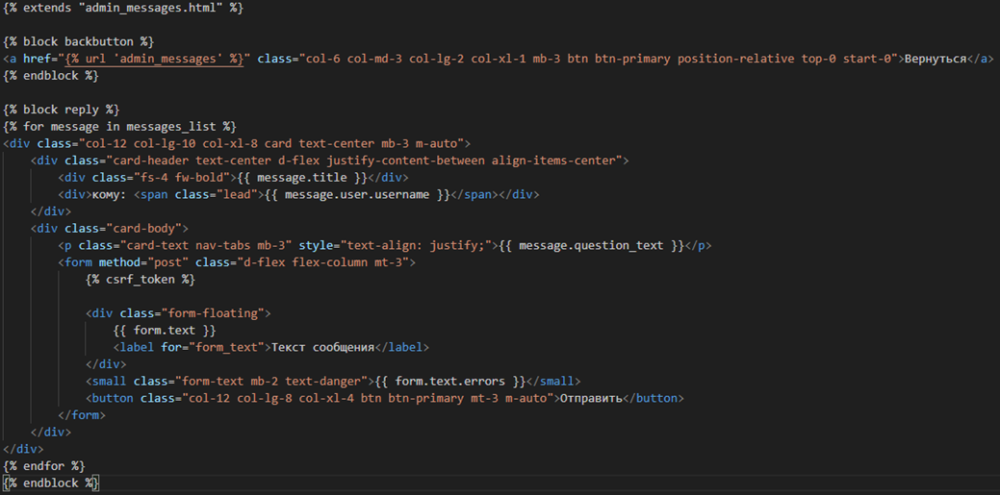 {% extends "admin_messages.html" %}
{% block backbutton %}
<a href="{% url 'admin_messages' %}" class="col-6 col-md-3 col-lg-2 col-xl-1 mb-3 btn btn-primary position-relative top-0 start-0">Вернуться</a>
{% endblock %}
{% block reply %}
{% for message in messages_list %}
<div class="col-12 col-lg-10 col-xl-8 card text-center mb-3 m-auto">
<div class="card-header text-center d-flex justify-content-between align-items-center">
<div class="fs-4 fw-bold">{{ message.title }}</div>
<div>кому: <span class="lead">{{ message.user.username }}</span></div>
</div>
<div class="card-body">
<p class="card-text nav-tabs mb-3" style="text-align: justify;">{{ message.question_text }}</p>
<form method="post" class="d-flex flex-column mt-3">
{% csrf_token %}
<div class="form-floating">
{{ form.text }}
<label for="form_text">Текст сообщения</label>
</div>
<small class="form-text mb-2 text-danger">{{ form.text.errors }}</small>
<button class="col-12 col-lg-8 col-xl-4 btn btn-primary mt-3 m-auto">Отправить</button>
</form>
</div>
</div>
{% endfor %}
{% endblock %}